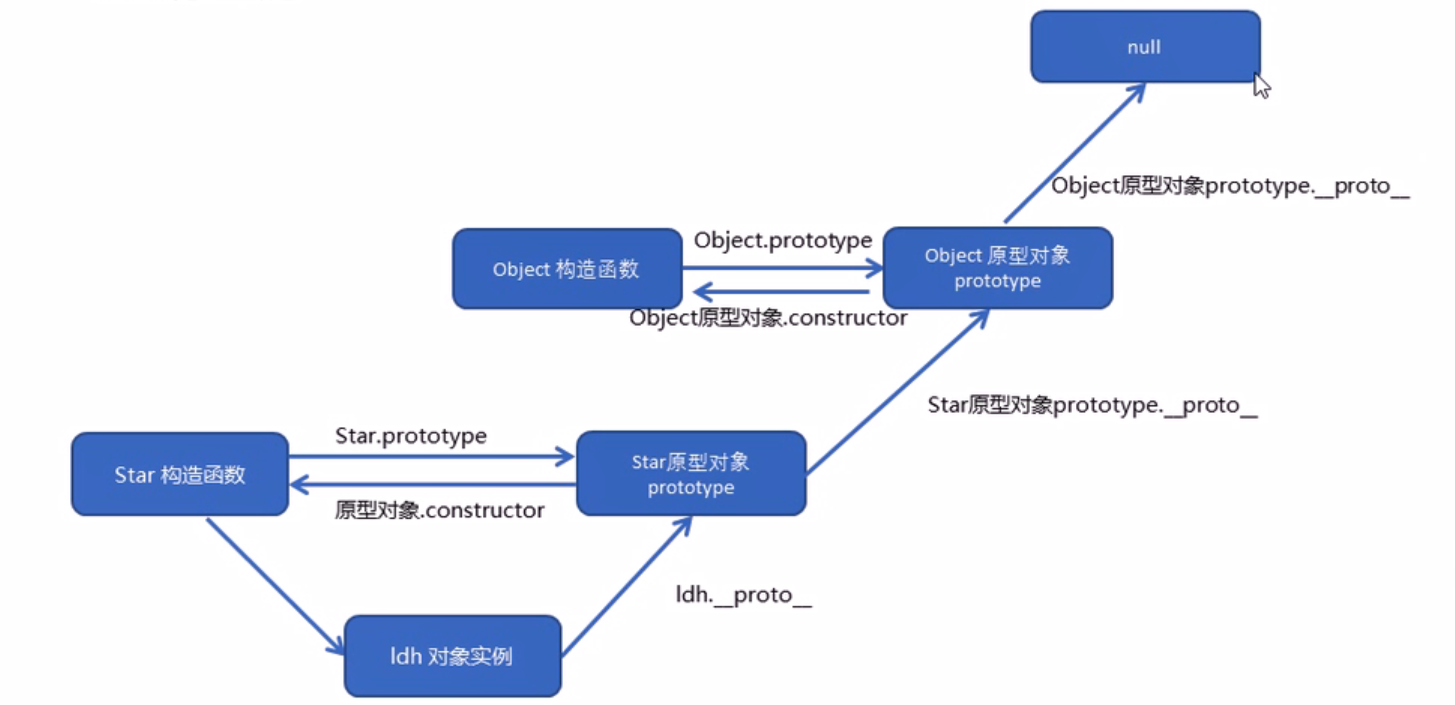 null
Object原型对象prototype.__proto__
Object.prototype
Object 构造函数
Object 原型对象
prototype
Object原型对象.constructor
Star原型对象prototype.__proto__
Star.prototype
Star 构造函数
Star原型对象
prototype
原型对象.constructor
ldh.__proto__
ldh 对象实例